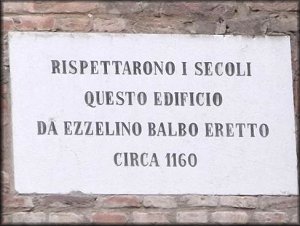 RISPETTARONO I SECOLI
QUESTO EDIFICIO
DA EZZELINO BALBO ERETTO
CIRCA 1160